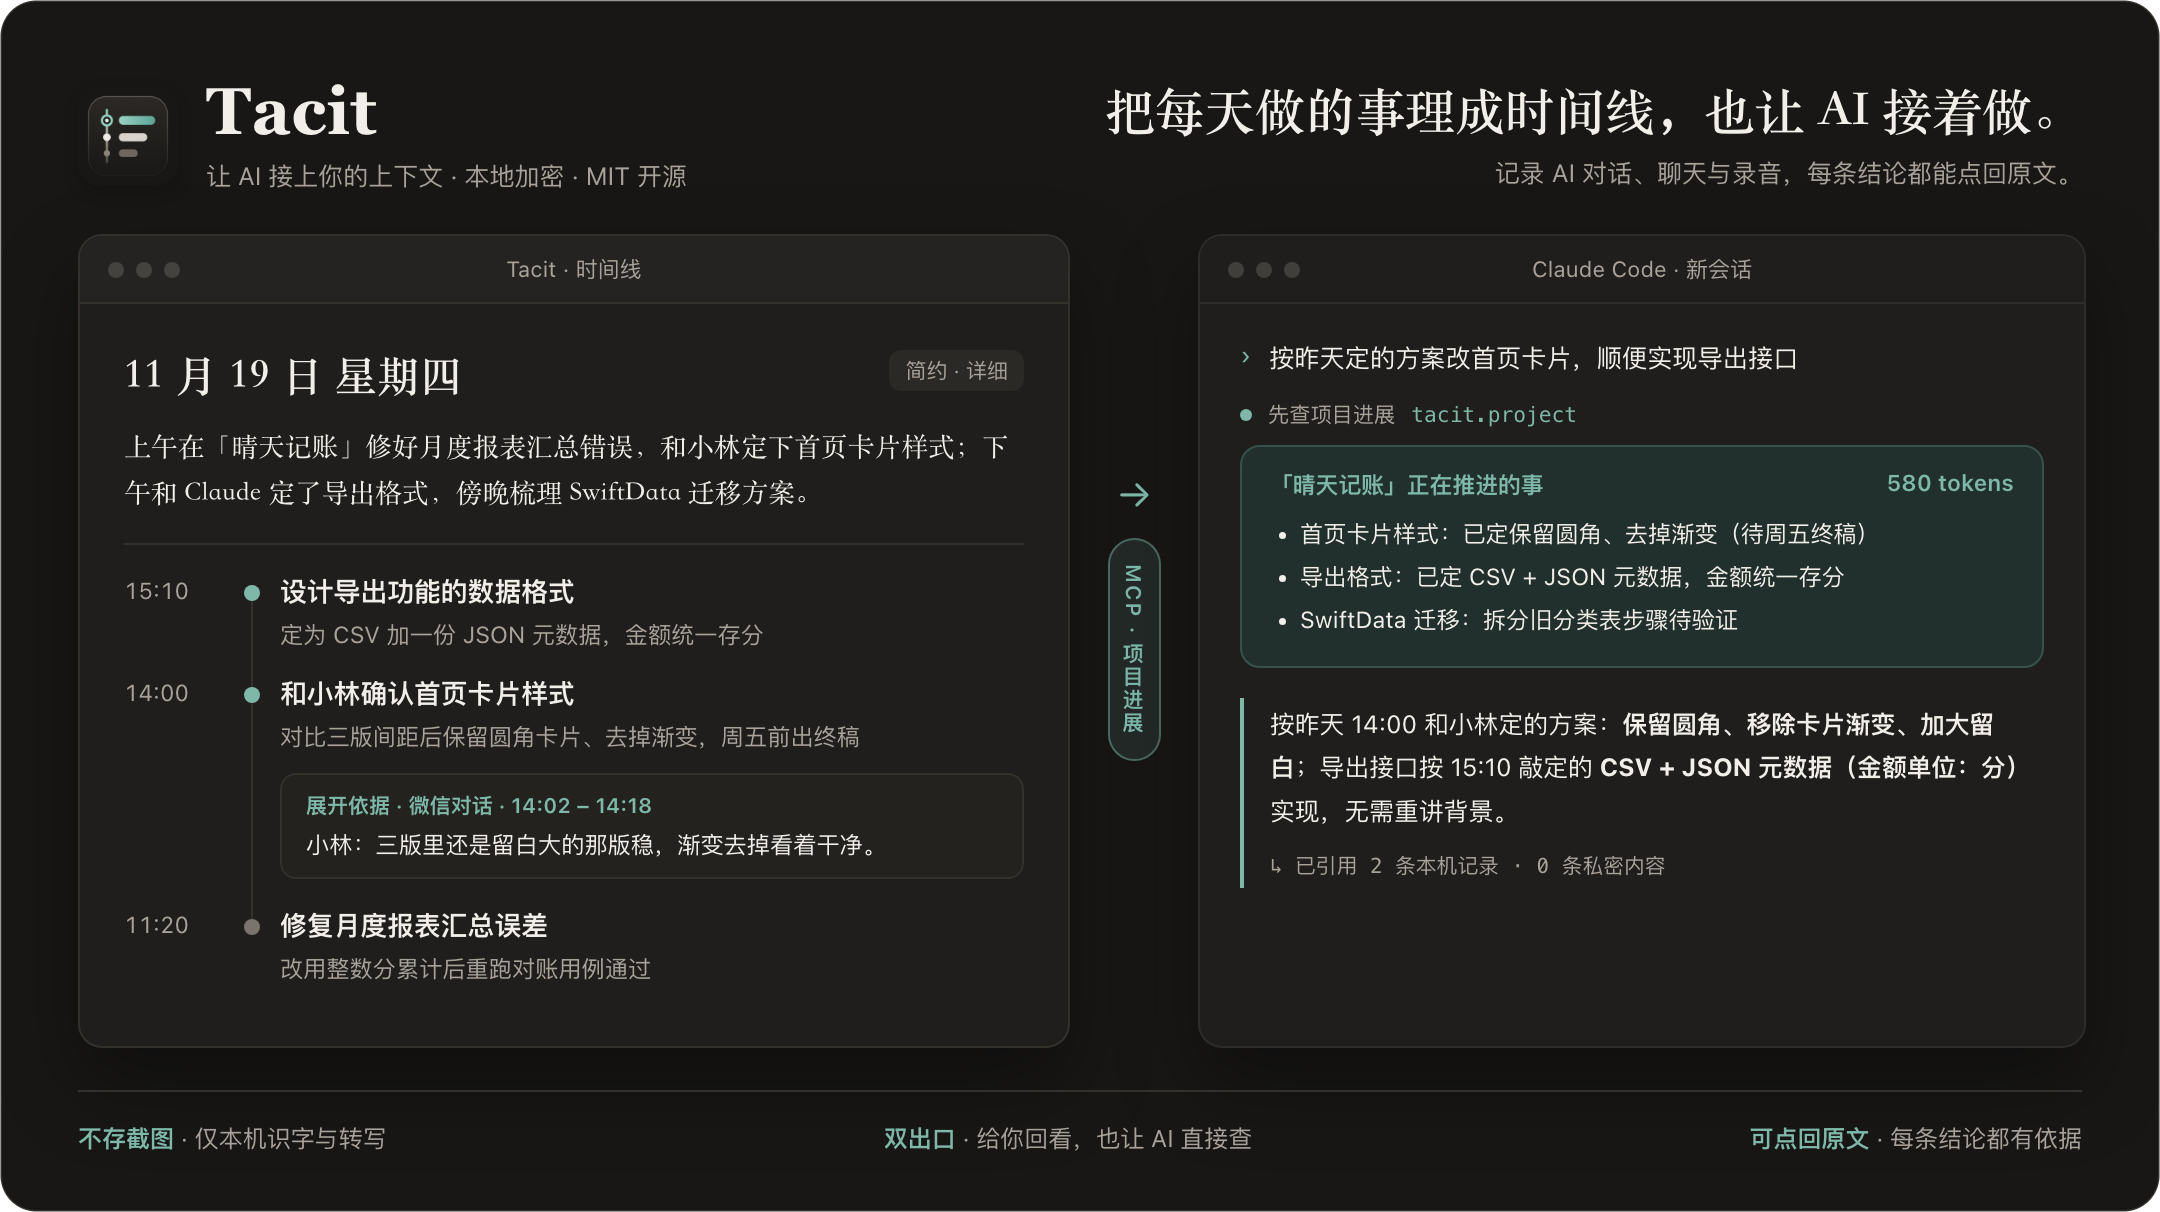 Tacit
让 AI 接上你的上下文 · 本地加密 · MIT 开源
把每天做的事理成时间线，也让 AI 接着做。
记录 AI 对话、聊天与录音，每条结论都能点回原文。
Tacit · 时间线
11 月 19 日 星期四
简约 · 详细
上午在「晴天记账」修好月度报表汇总错误，和小林定下首页卡片样式；下
午和 Claude 定了导出格式，傍晚梳理 SwiftData 迁移方案。
15:10
设计导出功能的数据格式
定为 CSV 加一份 JSON 元数据，金额统一存分
14:00
和小林确认首页卡片样式
对比三版间距后保留圆角卡片、去掉渐变，周五前出终稿
展开依据 · 微信对话 · 14:02 – 14:18
小林：三版里还是留白大的那版稳，渐变去掉看着干净。
11:20
修复月度报表汇总误差
改用整数分累计后重跑对账用例通过
→
MCP · 项目进展
Claude Code · 新会话
› 按昨天定的方案改首页卡片，顺便实现导出接口
先查项目进展 tacit.project
「晴天记账」正在推进的事
580 tokens
• 首页卡片样式：已定保留圆角、去掉渐变（待周五终稿）
• 导出格式：已定 CSV + JSON 元数据，金额统一存分
• SwiftData 迁移：拆分旧分类表步骤待验证
按昨天 14:00 和小林定的方案：保留圆角、移除卡片渐变、加大留
白；导出接口按 15:10 敲定的 CSV + JSON 元数据（金额单位：分）
实现，无需重讲背景。
↳ 已引用 2 条本机记录 · 0 条私密内容
不存截图 · 仅本机识字与转写
双出口 · 给你回看，也让 AI 直接查
可点回原文 · 每条结论都有依据